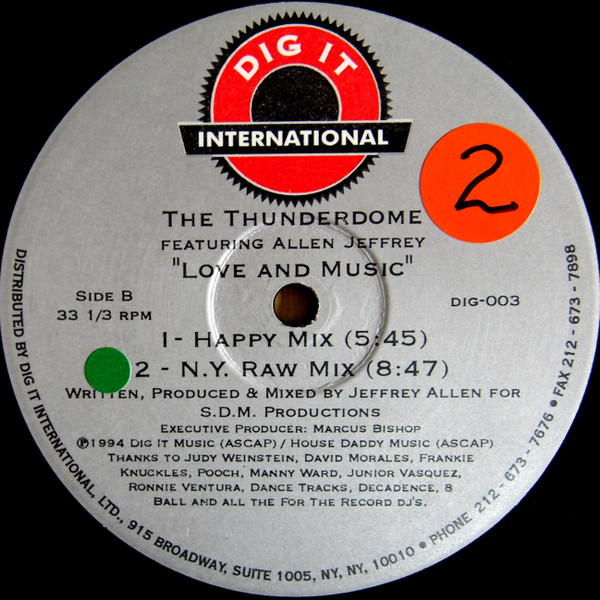 DIG IT
INTERNATIONAL
2
THE THUNDERDOME
FEATURING ALLEN JEFFREY
"LOVE AND MUSIC"
SIDE B
33 1/3 RPM
DIG-003
1- HAPPY MIX (5:45)
2 - N.Y. RAW MIX (8:47)
WRITTEN, PRODUCED & MIXED BY JEFFREY ALLEN FOR
S.D.M. PRODUCTIONS
EXECUTIVE PRODUCER: MARCUS BISHOP
℗1994 DIG IT MUSIC (ASCAP) / HOUSE DADDY MUSIC (ASCAP)
THANKS TO JUDY WEINSTEIN, DAVID MORALES, FRANKIE
KNUCKLES, POOCH, MANNY WARD, JUNIOR VASQUEZ,
RONNIE VENTURA, DANCE TRACKS, DECADENCE, 8
BALL AND ALL THE FOR THE RECORD DJ'S.
DISTRIBUTED BY DIG IT INTERNATIONAL, LTD., 915 BROADWAY, SUITE 1005, NY, NY, 10010 • PHONE 212 - 673 - 7676 • FAX 212 - 673 - 7898